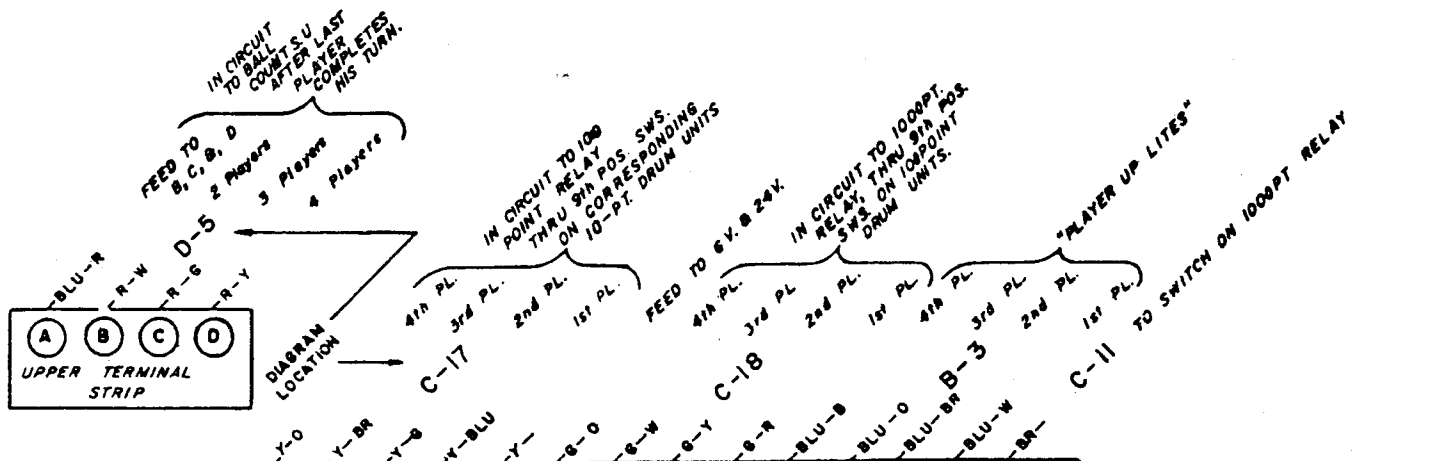 IN CIRCUIT
TO BALL
COUNT S.U
AFTER LAST
PLAYER
COMPLETES
HIS TURN.
FEED TO
B, C, &, D
2 Players
3 Players
4 Players
D-5
BLU-R
R-W
R-G
R-Y
A B C D
UPPER TERMINAL
STRIP
DIAGRAM
LOCATION
IN CIRCUIT TO 100
POINT RELAY
THRU 9th POS. SWS.
ON CORRESPONDING
10-PT. DRUM UNITS
4th PL.
3rd PL.
2nd PL.
1st PL.
C-17
FEED TO 6 V. & 24V.
IN CIRCUIT TO 1000PT.
RELAY, THRU 9th POS.
SWS. ON 100POINT
DRUM UNITS.
4th PL.
3rd PL
2nd PL.
1st PL
C-18
"PLAYER UP LITES"
4th PL.
3rd PL.
2nd PL.
1st PL.
B-3
TO SWITCH ON 1000PT RELAY
C-11
Y-O
Y-BR
Y-G
Y-BLU
Y-
G-O
G-W
G-Y
G-R
BLU-B
BLU-O
BLU-BR
BLU-W
BR-